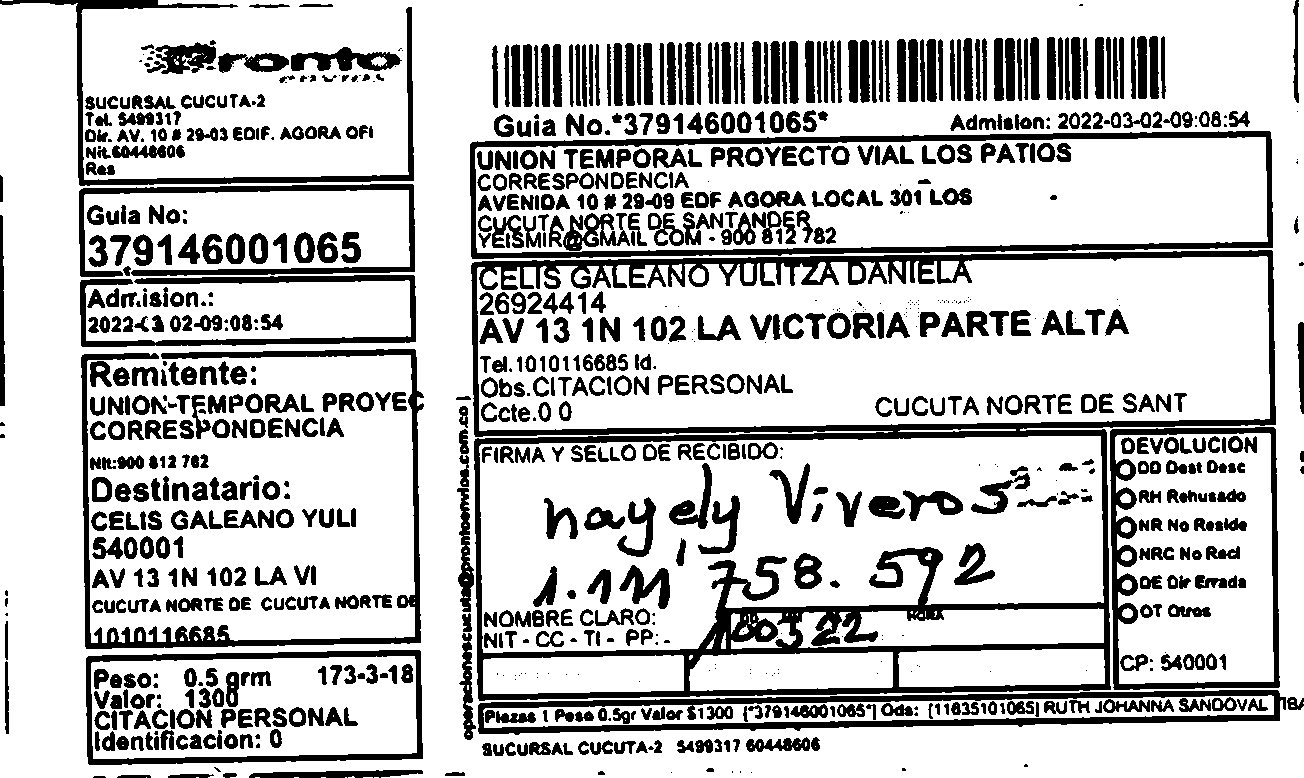 Pronto
ENVIOS
SUCURSAL CUCUTA-2
Tel. 5499317
Dir. AV. 10 # 29-03 EDIF. AGORA OFI
Nit.60448606
Res
Guia No:
379146001065
Admision.:
02-09:08:54
Remitente:
UNION-TEMPORAL PROYEC
CORRESPONDENCIA
Nit:900 812 782
Destinatario:
CELIS GALEANO YULI
540001
AV 13 1N 102 LA VI
CUCUTA NORTE DE CUCUTA NORTE DE
1010116685
Peso: 0.5 grm 173-3-18
Valor: 1300
CITACION PERSONAL
Identificacion: 0
Guia No.*379146001065* Admision: 2022-03-02-09:08:54
UNION TEMPORAL PROYECTO VIAL LOS PATIOS
CORRESPONDENCIA
AVENIDA 10 # 29-09 EDF AGORA LOCAL 301 LOS
CUCUTA NORTE DE SANTANDER
YEISMIR@GMAIL COM - 900 812 782
CELIS GALEANO YULITZA DANIELA
26924414
AV 13 1N 102 LA VICTORIA PARTE ALTA
Tel.1010116685 Id.
Obs.CITACION PERSONAL
Ccte.0 0 CUCUTA NORTE DE SANT
operacionescucuta@prontoenvios.com.co |
FIRMA Y SELLO DE RECIBIDO:
nayely Viveros
758.592
NOMBRE CLARO:
NIT - CC - TI - PP:-
HORA
DEVOLUCION
DD Dest Desc
RH Rehusado
NR No Reside
NRC No Recl
DE Dir Errada
OT Otros
CP: 540001
Piezas 1 Peso 0.5gr Valor $1300 [*379146001065*] Ods: [11635101065] RUTH JOHANNA SANDOVAL
SUCURSAL CUCUTA-2 5499317 60448606